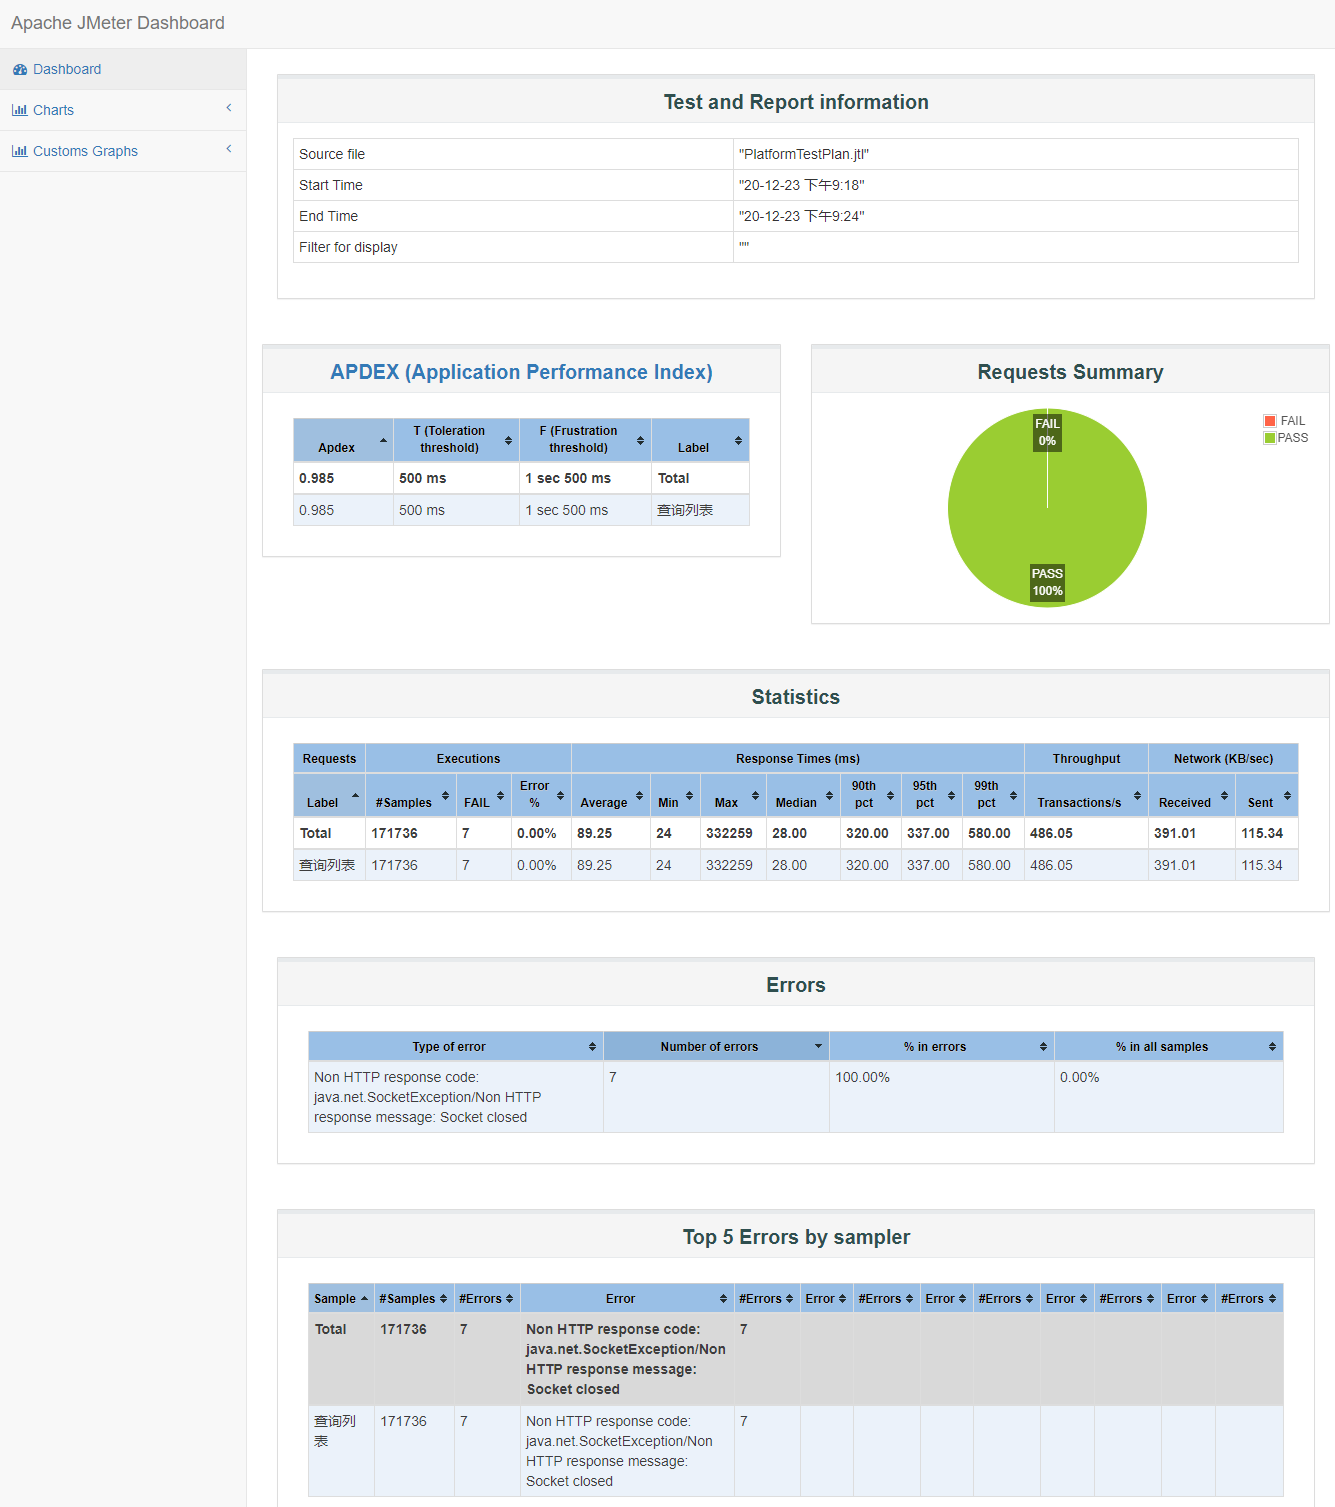 Apache JMeter Dashboard
Dashboard
Charts
Customs Graphs
Test and Report information
Source file "PlatformTestPlan.jtl"
Start Time "20-12-23 下午9:18"
End Time "20-12-23 下午9:24"
Filter for display ""
APDEX (Application Performance Index)
Apdex T (Toleration threshold) F (Frustration threshold) Label
0.985 500 ms 1 sec 500 ms Total
0.985 500 ms 1 sec 500 ms 查询列表
Requests Summary
FAIL
0%
PASS
100%
FAIL
PASS
Statistics
Requests Executions Response Times (ms) Throughput Network (KB/sec)
Label #Samples FAIL Error % Average Min Max Median 90th pct 95th pct 99th pct Transactions/s Received Sent
Total 171736 7 0.00% 89.25 24 332259 28.00 320.00 337.00 580.00 486.05 391.01 115.34
查询列表 171736 7 0.00% 89.25 24 332259 28.00 320.00 337.00 580.00 486.05 391.01 115.34
Errors
Type of error Number of errors % in errors % in all samples
Non HTTP response code: 7 100.00% 0.00%
java.net.SocketException/Non HTTP
response message: Socket closed
Top 5 Errors by sampler
Sample #Samples #Errors Error #Errors Error #Errors Error #Errors Error #Errors Error #Errors
Total 171736 7 Non HTTP response code: 7
java.net.SocketException/Non
HTTP response message:
Socket closed
查询列 171736 7 Non HTTP response code: 7
表 java.net.SocketException/Non
HTTP response message:
Socket closed